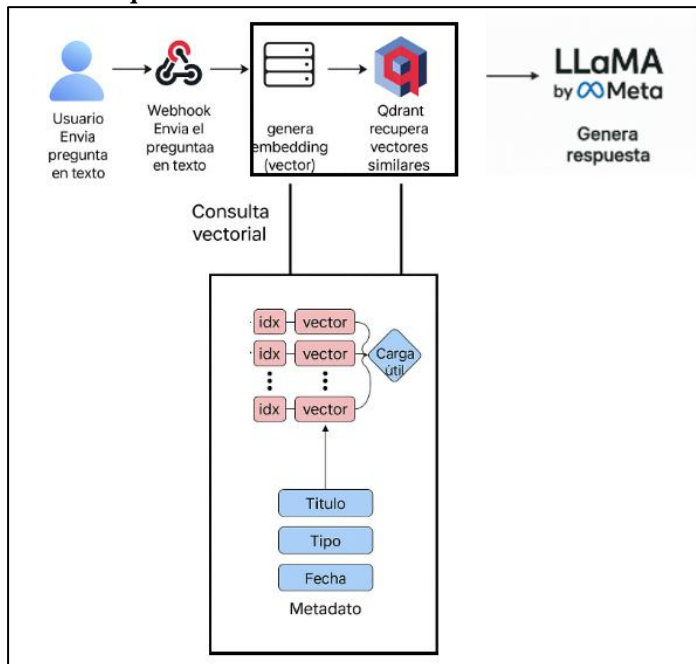 Usuario
Envia
pregunta
en texto
Webhook
Envia el
preguntaa
en texto
genera
embedding
(vector)
Qdrant
recupera
vectores
similares
LLaMA
by Meta
Genera
respuesta
Consulta
vectorial
idx vector
idx vector
idx vector
Carga
útil
Titulo
Tipo
Fecha
Metadato